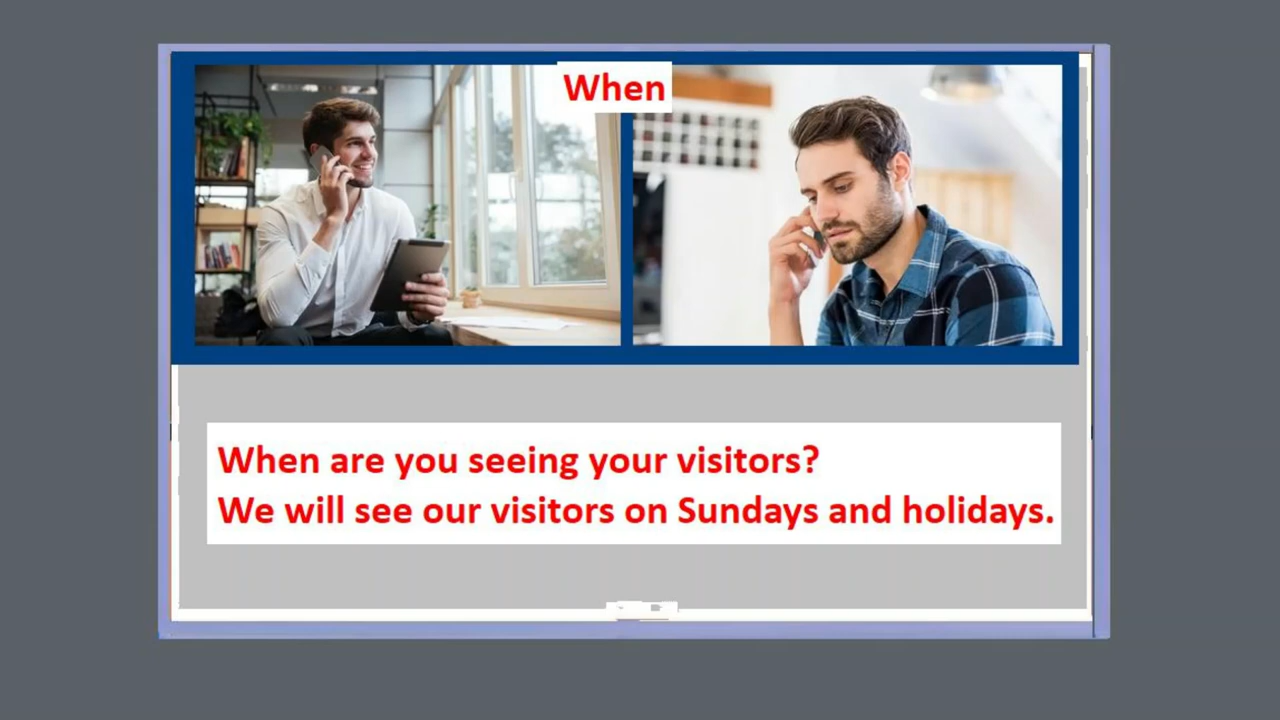 When
When are you seeing your visitors?
We will see our visitors on Sundays and holidays.